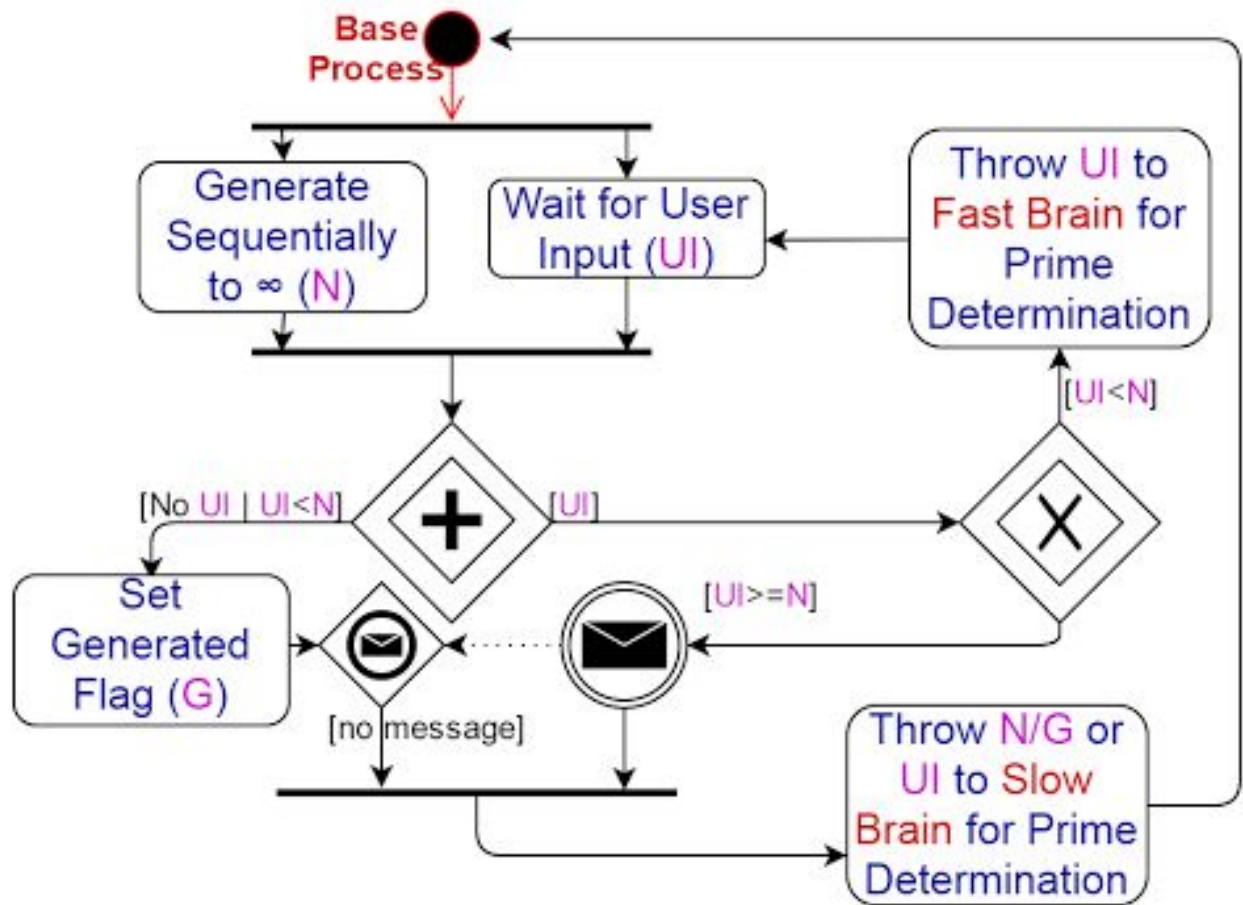 Base
Process
Generate
Sequentially
to ∞ (N)
Wait for User
Input (UI)
Throw UI to
Fast Brain for
Prime
Determination
[UI<N]
[No UI | UI<N]
[UI]
Set
Generated
Flag (G)
[UI>=N]
[no message]
Throw N/G or
UI to Slow
Brain for Prime
Determination